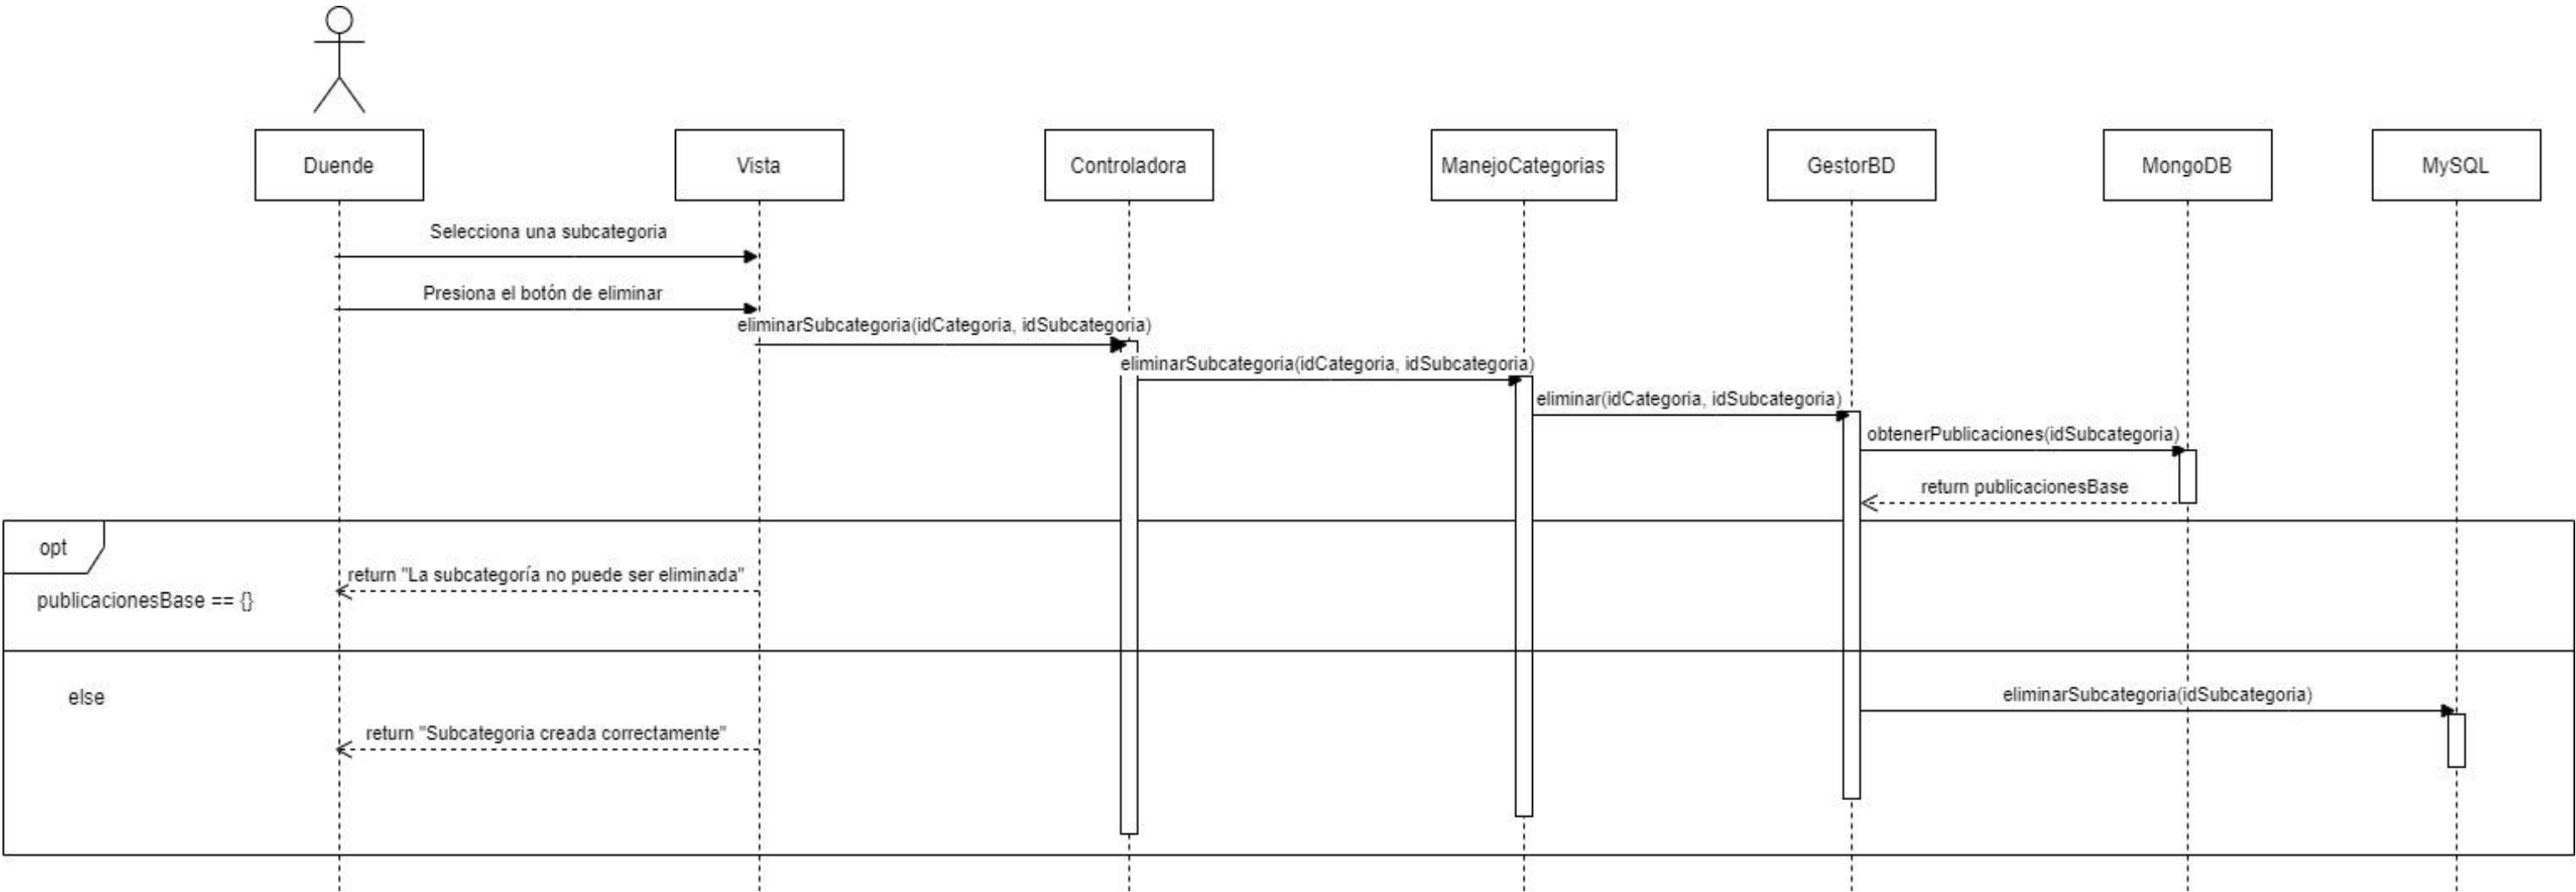 Duende
Vista
Controladora
ManejoCategorias
GestorBD
MongoDB
MySQL
Selecciona una subcategoria
Presiona el botón de eliminar
eliminarSubcategoria(idCategoria, idSubcategoria)
eliminarSubcategoria(idCategoria, idSubcategoria)
eliminar(idCategoria, idSubcategoria)
obtenerPublicaciones(idSubcategoria)
return publicacionesBase
opt
return "La subcategoría no puede ser eliminada"
publicacionesBase == {}
else
eliminarSubcategoria(idSubcategoria)
return "Subcategoria creada correctamente"